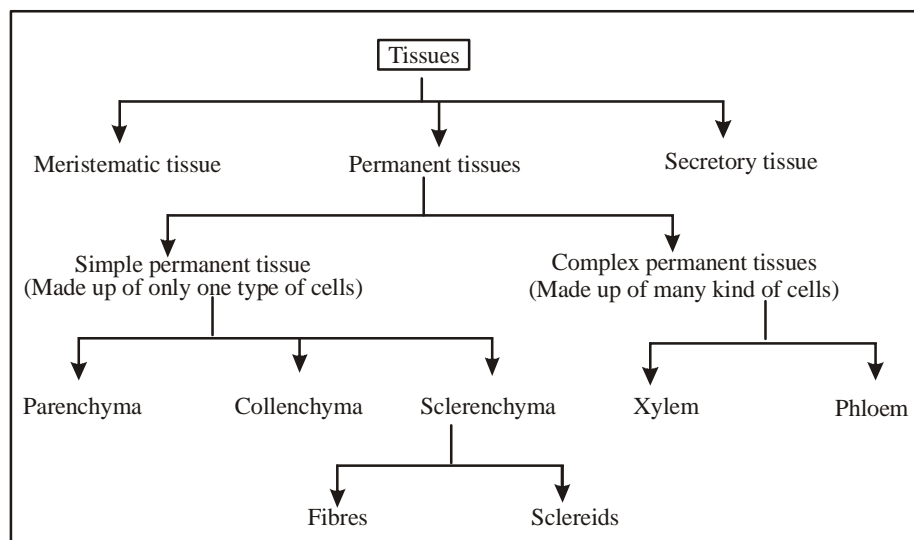 Tissues
Meristematic tissue
Permanent tissues
Secretory tissue
Simple permanent tissue
(Made up of only one type of cells)
Complex permanent tissues
(Made up of many kind of cells)
Parenchyma
Collenchyma
Sclerenchyma
Xylem
Phloem
Fibres
Sclereids